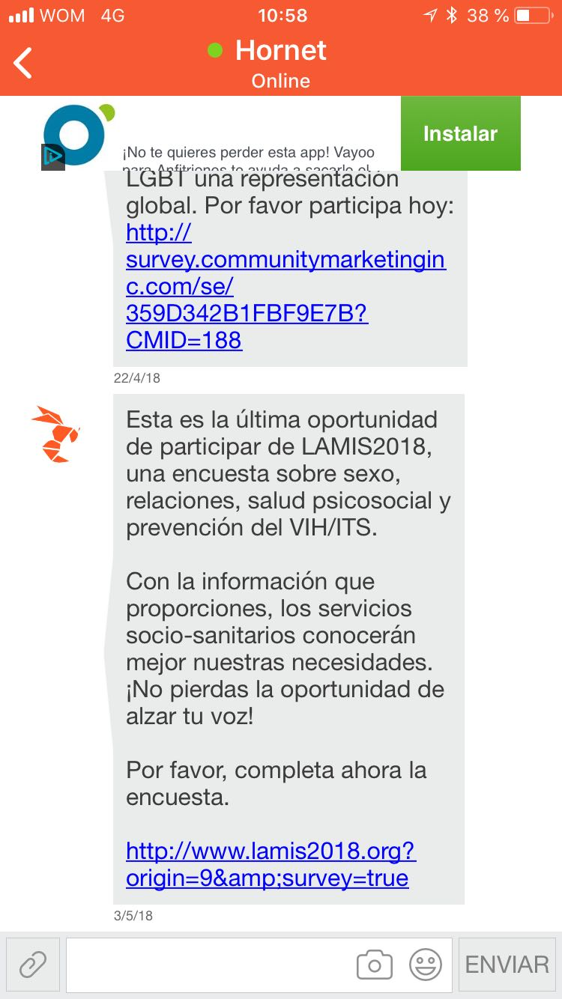 WOM 4G 10:58 38 %
Hornet
Online
¡No te quieres perder esta app! Vayoo
para Anfitriones te ayuda a sacarle el
Instalar
LGBT una representación
global. Por favor participa hoy:
http://
survey.communitymarketingin
c.com/se/
359D342B1FBF9E7B?
CMID=188
22/4/18
Esta es la última oportunidad
de participar de LAMIS2018,
una encuesta sobre sexo,
relaciones, salud psicosocial y
prevención del VIH/ITS.
Con la información que
proporciones, los servicios
socio-sanitarios conocerán
mejor nuestras necesidades.
¡No pierdas la oportunidad de
alzar tu voz!
Por favor, completa ahora la
encuesta.
http://www.lamis2018.org?
origin=9&amp;survey=true
3/5/18
ENVIAR